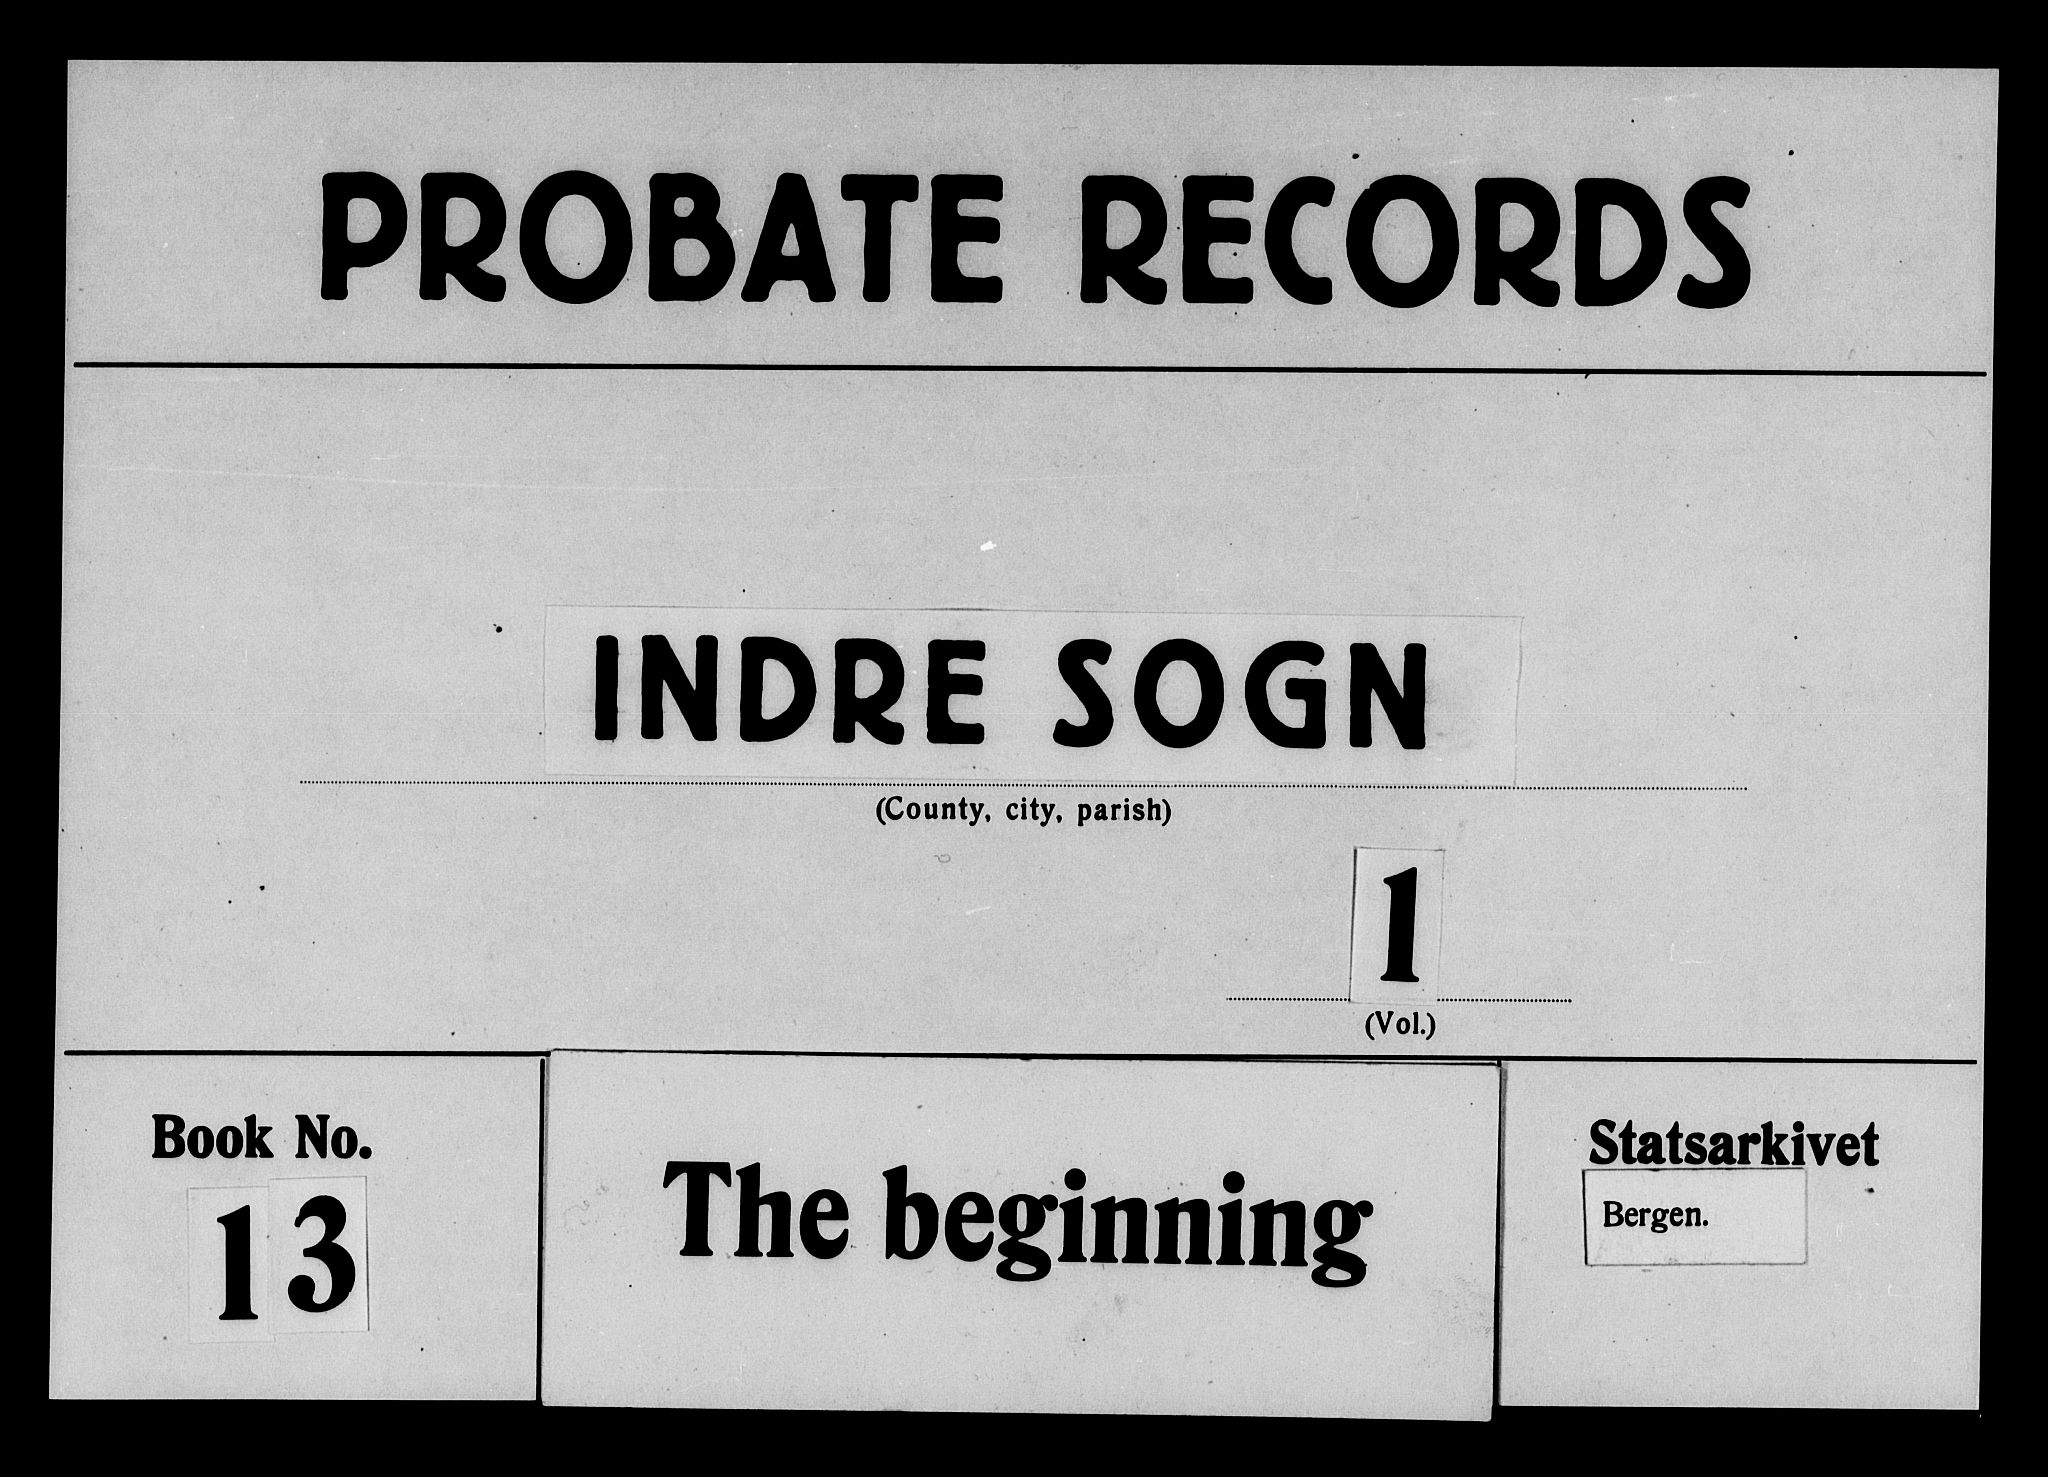 PROBATE RECORDS
INDRE SOGN
(County, city, parish)
1
(Vol.)
Book No.
13
The beginning
Statsarkivet
Bergen.